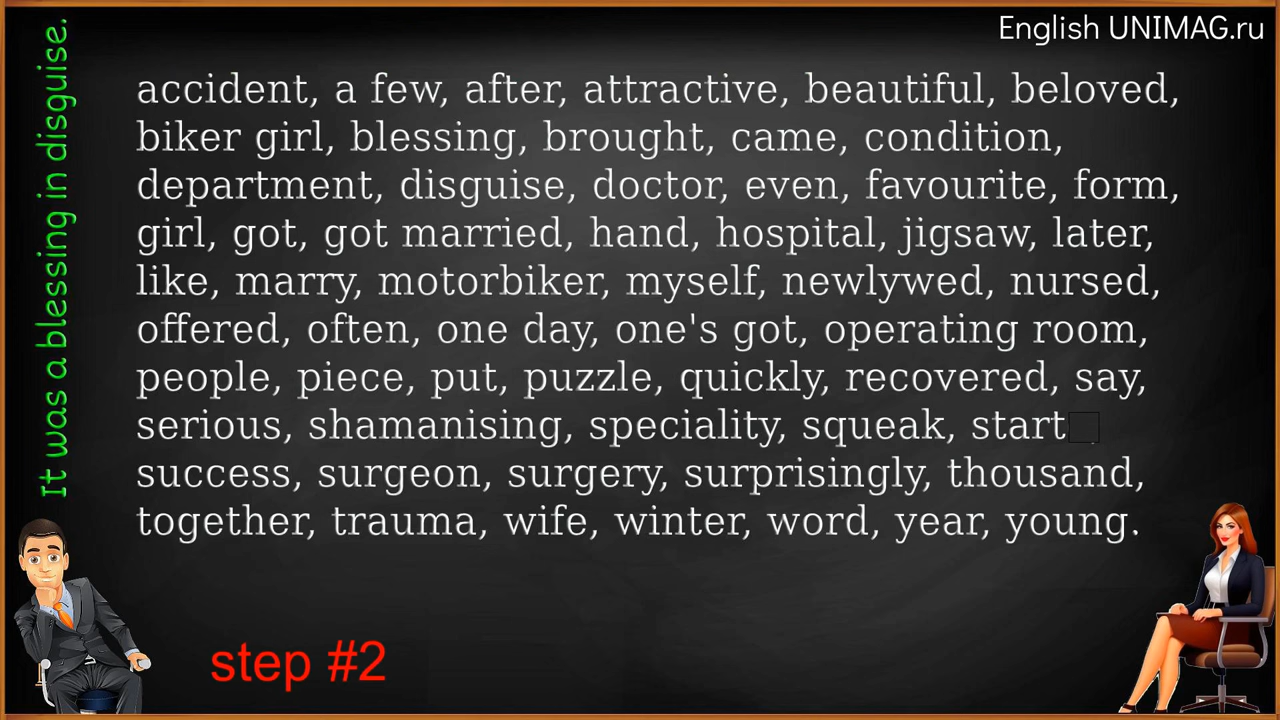 English UNIMAG.ru
It was a blessing in disguise.
accident, a few, after, attractive, beautiful, beloved,
biker girl, blessing, brought, came, condition,
department, disguise, doctor, even, favourite, form,
girl, got, got married, hand, hospital, jigsaw, later,
like, marry, motorbiker, myself, newlywed, nursed,
offered, often, one day, one's got, operating room,
people, piece, put, puzzle, quickly, recovered, say,
serious, shamanising, speciality, squeak, start
success, surgeon, surgery, surprisingly, thousand,
together, trauma, wife, winter, word, year, young.
step #2